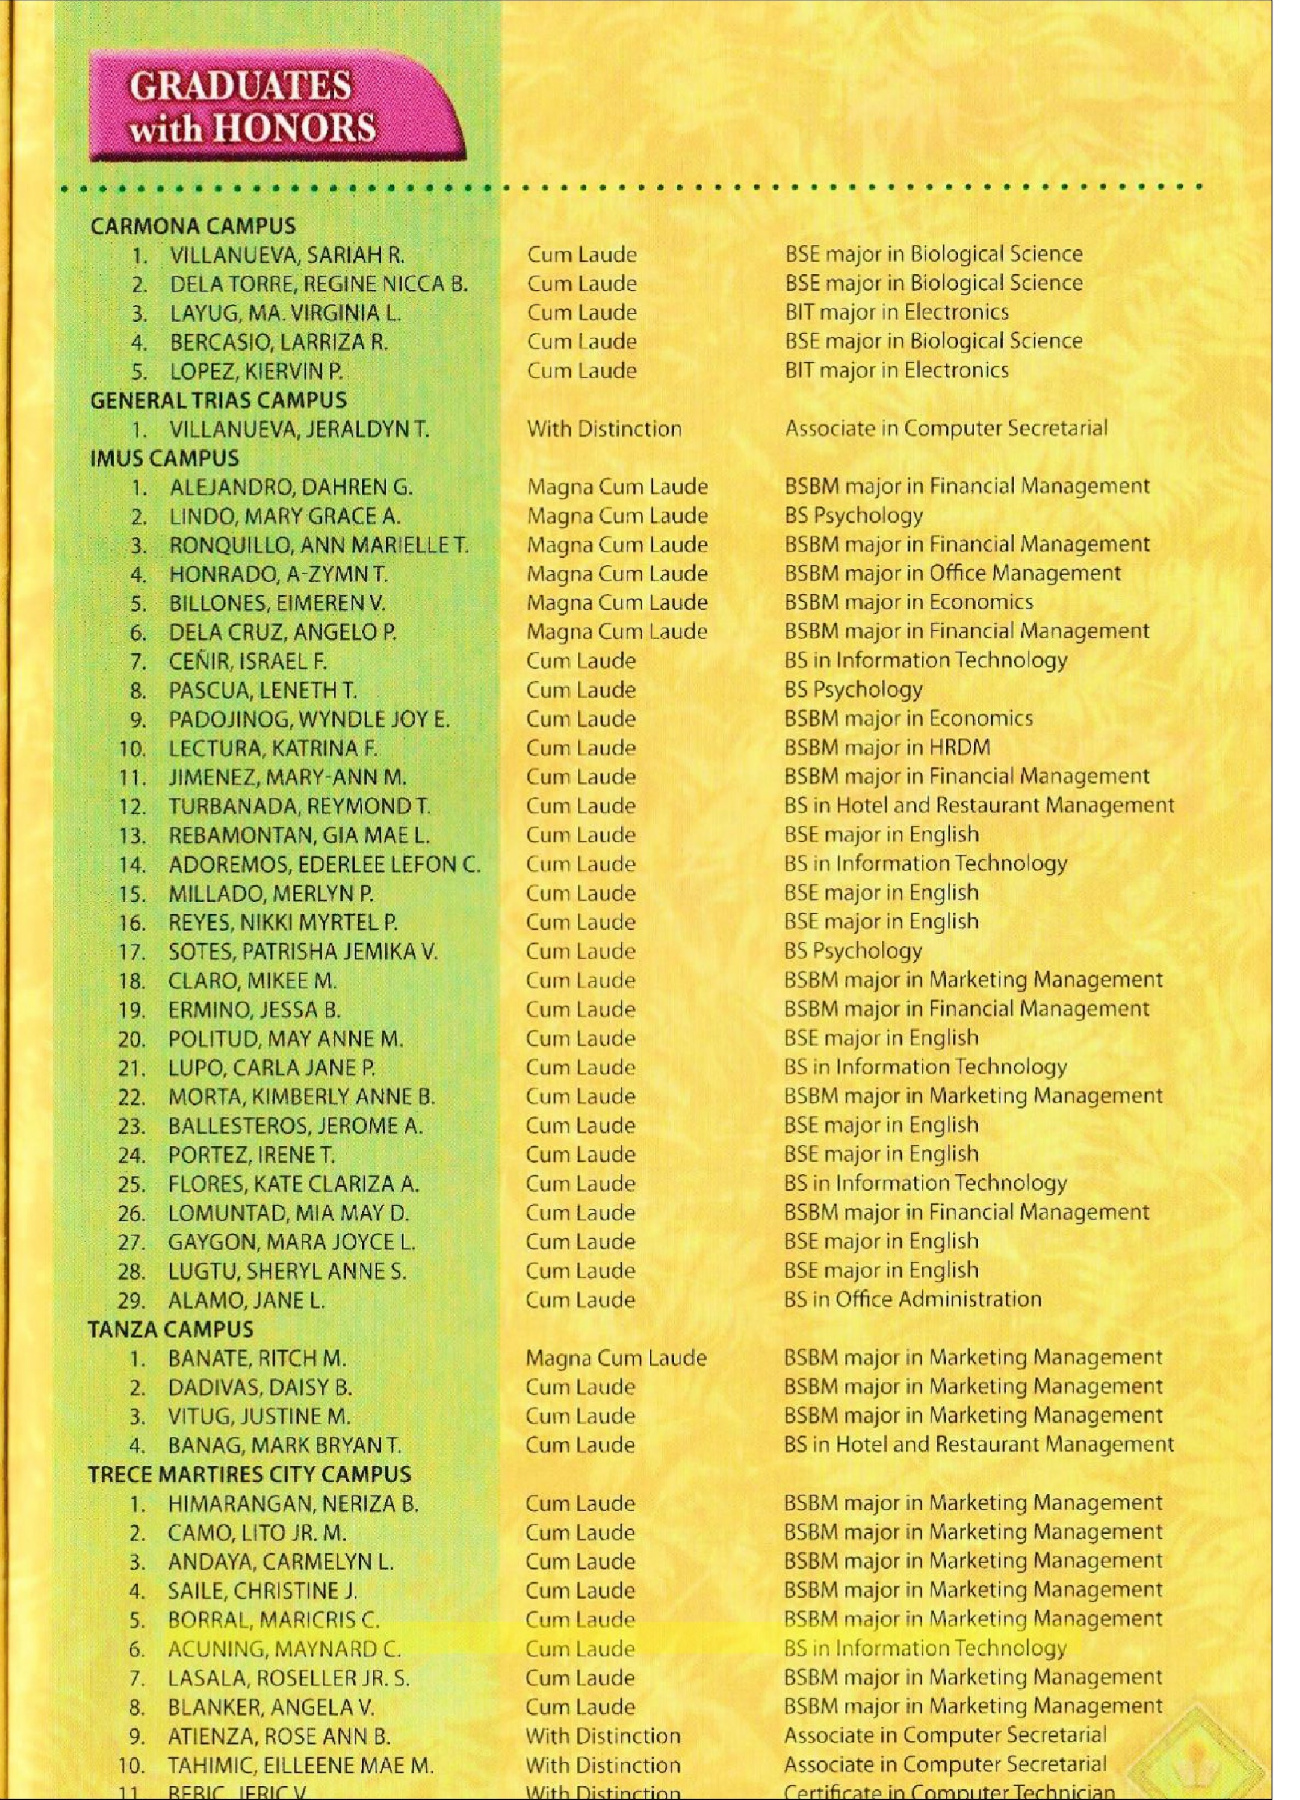 GRADUATES
with HONORS
CARMONA CAMPUS
1. VILLANUEVA, SARIAH R. Cum Laude BSE major in Biological Science
2. DELA TORRE, REGINE NICCA B. Cum Laude BSE major in Biological Science
3. LAYUG, MA. VIRGINIA L. Cum Laude BIT major in Electronics
4. BERCASIO, LARRIZA R. Cum Laude BSE major in Biological Science
5. LOPEZ, KIERVIN P. Cum Laude BIT major in Electronics
GENERAL TRIAS CAMPUS
1. VILLANUEVA, JERALDYN T. With Distinction Associate in Computer Secretarial
IMUS CAMPUS
1. ALEJANDRO, DAHREN G. Magna Cum Laude BSBM major in Financial Management
2. LINDO, MARY GRACE A. Magna Cum Laude BS Psychology
3. RONQUILLO, ANN MARIELLE T. Magna Cum Laude BSBM major in Financial Management
4. HONRADO, A-ZYMN T. Magna Cum Laude BSBM major in Office Management
5. BILLONES, EIMEREN V. Magna Cum Laude BSBM major in Economics
6. DELA CRUZ, ANGELO P. Magna Cum Laude BSBM major in Financial Management
7. CEÑIR, ISRAEL F. Cum Laude BS in Information Technology
8. PASCUA, LENETH T. Cum Laude BS Psychology
9. PADOJINOG, WYNDLE JOY E. Cum Laude BSBM major in Economics
10. LECTURA, KATRINA F. Cum Laude BSBM major in HRDM
11. JIMENEZ, MARY-ANN M. Cum Laude BSBM major in Financial Management
12. TURBANADA, REYMOND T. Cum Laude BS in Hotel and Restaurant Management
13. REBAMONTAN, GIA MAE L. Cum Laude BSE major in English
14. ADOREMOS, EDERLEE LEFON C. Cum Laude BS in Information Technology
15. MILLADO, MERLYN P. Cum Laude BSE major in English
16. REYES, NIKKI MYRTEL P. Cum Laude BSE major in English
17. SOTES, PATRISHA JEMIKA V. Cum Laude BS Psychology
18. CLARO, MIKEE M. Cum Laude BSBM major in Marketing Management
19. ERMINO, JESSA B. Cum Laude BSBM major in Financial Management
20. POLITUD, MAY ANNE M. Cum Laude BSE major in English
21. LUPO, CARLA JANE P. Cum Laude BS in Information Technology
22. MORTA, KIMBERLY ANNE B. Cum Laude BSBM major in Marketing Management
23. BALLESTEROS, JEROME A. Cum Laude BSE major in English
24. PORTEZ, IRENE T. Cum Laude BSE major in English
25. FLORES, KATE CLARIZA A. Cum Laude BS in Information Technology
26. LOMUNTAD, MIA MAY D. Cum Laude BSBM major in Financial Management
27. GAYGON, MARA JOYCE L. Cum Laude BSE major in English
28. LUGTU, SHERYL ANNE S. Cum Laude BSE major in English
29. ALAMO, JANE L. Cum Laude BS in Office Administration
TANZA CAMPUS
1. BANATE, RITCH M. Magna Cum Laude BSBM major in Marketing Management
2. DADIVAS, DAISY B. Cum Laude BSBM major in Marketing Management
3. VITUG, JUSTINE M. Cum Laude BSBM major in Marketing Management
4. BANAG, MARK BRYAN T. Cum Laude BS in Hotel and Restaurant Management
TRECE MARTIRES CITY CAMPUS
1. HIMARANGAN, NERIZA B. Cum Laude BSBM major in Marketing Management
2. CAMO, LITO JR. M. Cum Laude BSBM major in Marketing Management
3. ANDAYA, CARMELYN L. Cum Laude BSBM major in Marketing Management
4. SAILE, CHRISTINE J. Cum Laude BSBM major in Marketing Management
5. BORRAL, MARICRIS C. Cum Laude BSBM major in Marketing Management
6. ACUNING, MAYNARD C. Cum Laude BS in Information Technology
7. LASALA, ROSELLER JR. S. Cum Laude BSBM major in Marketing Management
8. BLANKER, ANGELA V. Cum Laude BSBM major in Marketing Management
9. ATIENZA, ROSE ANN B. With Distinction Associate in Computer Secretarial
10. TAHIMIC, EILLEENE MAE M. With Distinction Associate in Computer Secretarial
11 JERIC V With Distinction Certificate in Computer Technician